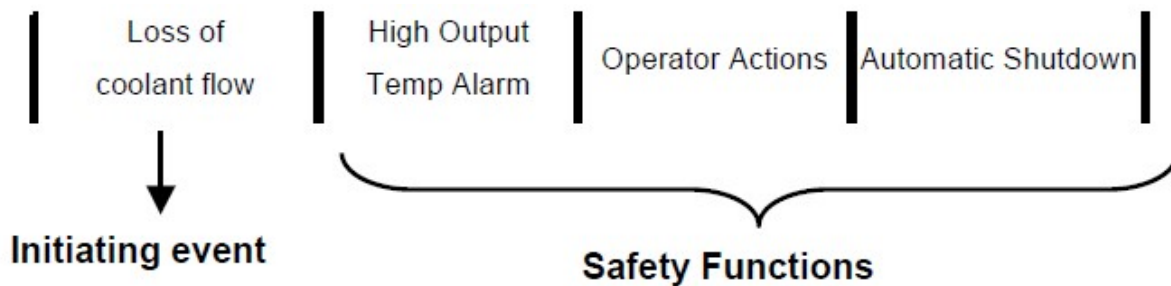 Loss of
coolant flow
High Output
Temp Alarm
Operator Actions
Automatic Shutdown
Initiating event
Safety Functions